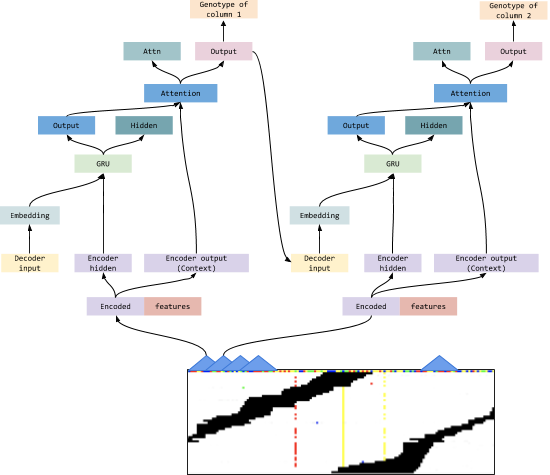 Genotype of
column 1
Genotype of
column 2
Attn
Output
Attn
Output
Attention
Attention
Output
Hidden
Output
Hidden
GRU
GRU
Embedding
Embedding
Decoder
input
Encoder
hidden
Encoder output
(Context)
Decoder
input
Encoder
hidden
Encoder output
(Context)
Encoded
features
Encoded
features